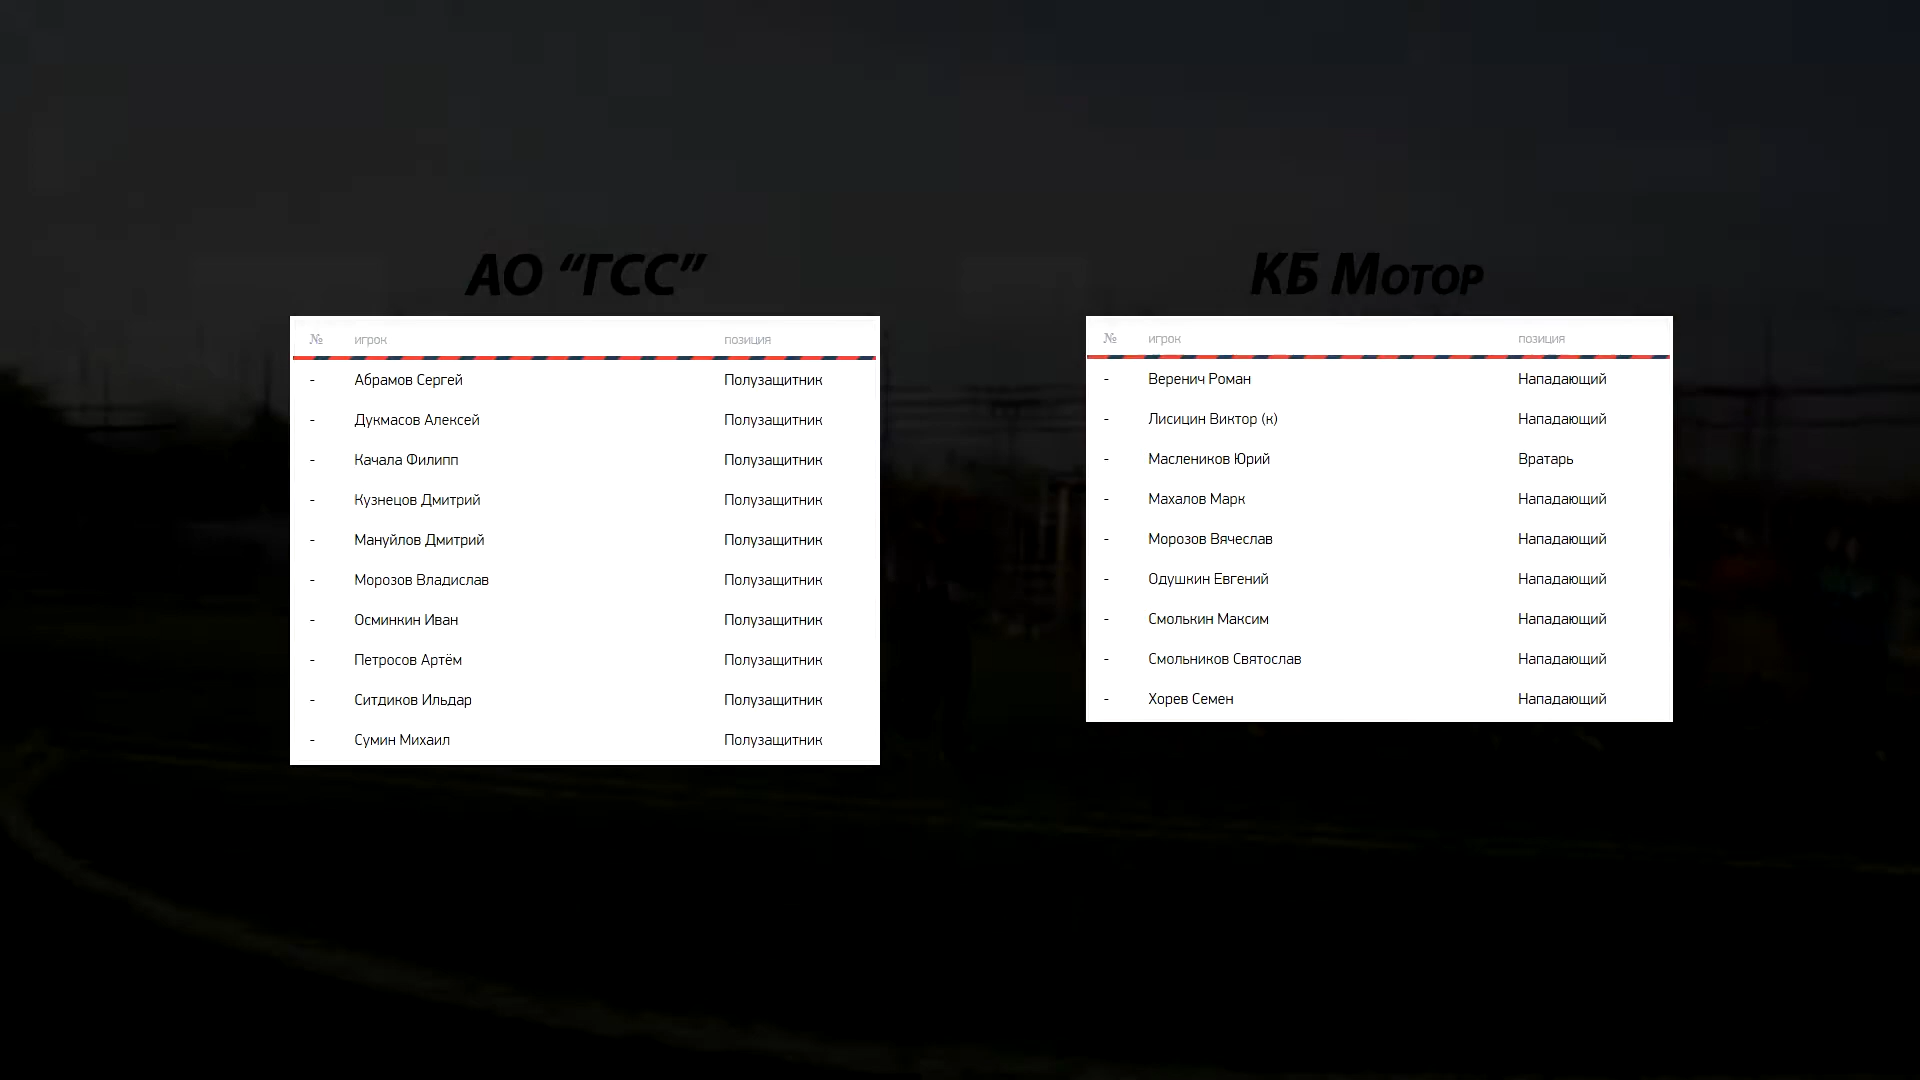 АО “ГСС”
№ игрок позиция
- Абрамов Сергей Полузащитник
- Дукмасов Алексей Полузащитник
- Качала Филипп Полузащитник
- Кузнецов Дмитрий Полузащитник
- Мануйлов Дмитрий Полузащитник
- Морозов Владислав Полузащитник
- Осминкин Иван Полузащитник
- Петросов Артём Полузащитник
- Ситдиков Ильдар Полузащитник
- Сумин Михаил Полузащитник
КБ Мотор
№ игрок позиция
- Веренич Роман Нападающий
- Лисицин Виктор (к) Нападающий
- Маслеников Юрий Вратарь
- Махалов Марк Нападающий
- Морозов Вячеслав Нападающий
- Одушкин Евгений Нападающий
- Смолькин Максим Нападающий
- Смольников Святослав Нападающий
- Хорев Семен Нападающий